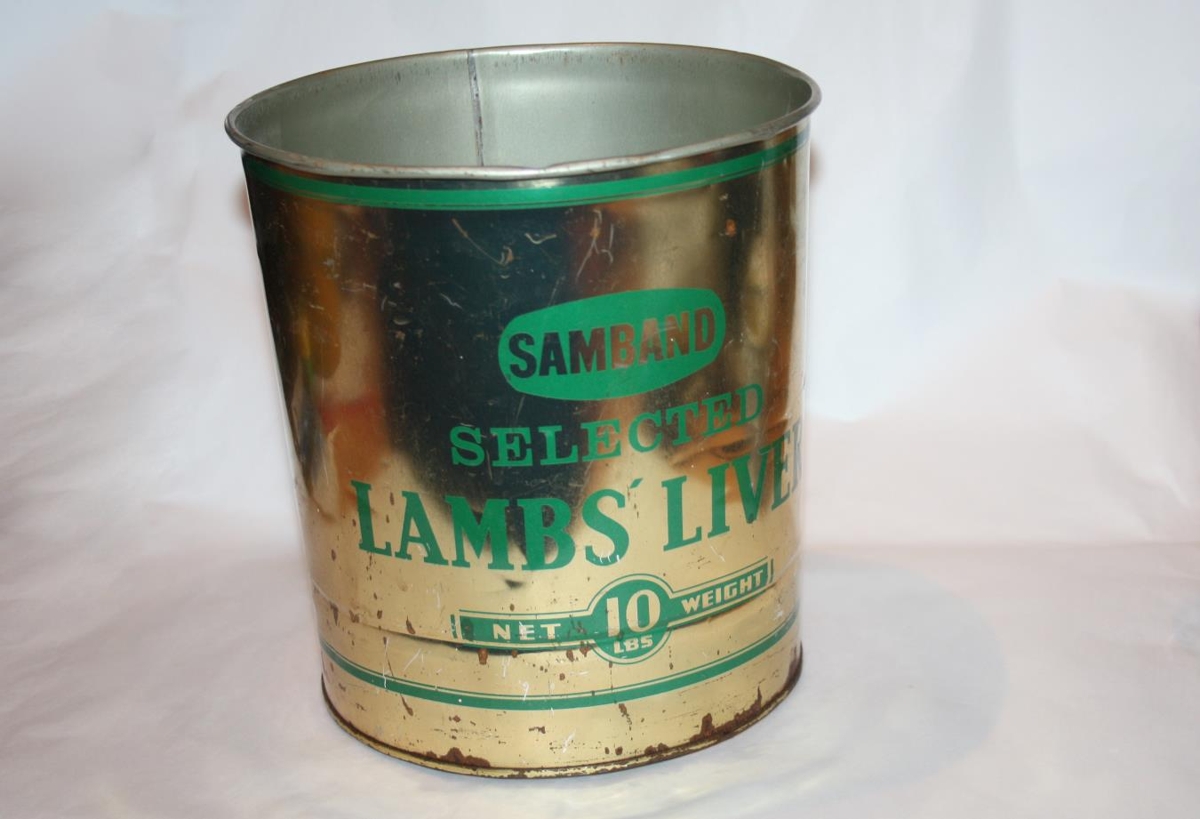 SAMBAND
SELECTED
LAMBS' LIVER
NET 10 LBS WEIGHT